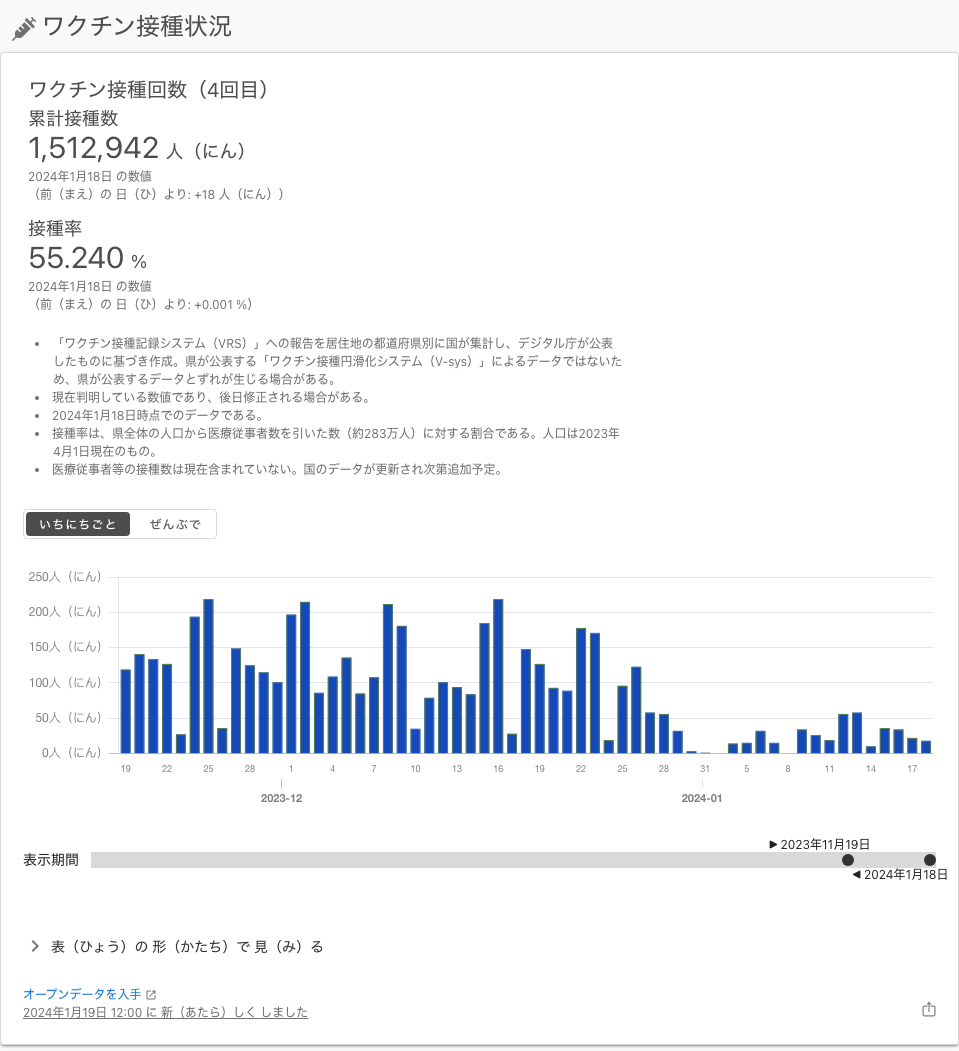 ワクチン接種状況
ワクチン接種回数（4回目）
累計接種数
1,512,942 人（にん）
2024年1月18日 の数値
（前（まえ）の 日（ひ）より: +18 人（にん））
接種率
55.240 %
2024年1月18日 の数値
（前（まえ）の 日（ひ）より: +0.001 %）
• 「ワクチン接種記録システム（VRS）」への報告を居住地の都道府県別に国が集計し、デジタル庁が公表
したものに基づき作成。県が公表する「ワクチン接種円滑化システム（V-sys）」によるデータではないた
め、県が公表するデータとずれが生じる場合がある。
• 現在判明している数値であり、後日修正される場合がある。
• 2024年1月18日時点でのデータである。
• 接種率は、県全体の人口から医療従事者数を引いた数（約283万人）に対する割合である。人口は2023年
4月1日現在のもの。
• 医療従事者等の接種数は現在含まれていない。国のデータが更新され次第追加予定。
いちにちごと ぜんぶで
250人（にん）
200人（にん）
150人（にん）
100人（にん）
50人（にん）
0人（にん）
19 22 25 28 1 4 7 10 13 16 19 22 25 28 31 5 8 11 14 17
2023-12 2024-01
▶ 2023年11月19日
表示期間
◀ 2024年1月18日
表（ひょう）の 形（かたち）で 見（み）る
オープンデータを入手
2024年1月19日 12:00 に 新（あたら）しく しました